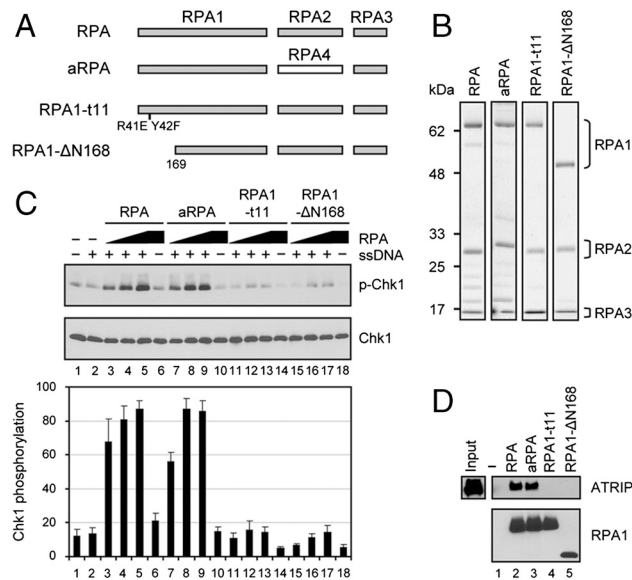 A
RPA1 RPA2 RPA3
RPA
RPA4
aRPA
RPA1-t11
R41E Y42F
RPA1-ΔN168
169
B
RPA aRPA RPA1-t11 RPA1-ΔN168
kDa
62
48
33
25
17
RPA1
RPA2
RPA3
C
RPA aRPA RPA1 -t11 RPA1 -ΔN168
RPA
– – + + + + + + + + + + + + ssDNA
p-Chk1
Chk1
1 2 3 4 5 6 7 8 9 10 11 12 13 14 15 16 17 18
Chk1 phosphorylation
100
80
60
40
20
0
1 2 3 4 5 6 7 8 9 10 11 12 13 14 15 16 17 18
D
Input – RPA aRPA RPA1-t11 RPA1-ΔN168
ATRIP
RPA1
1 2 3 4 5